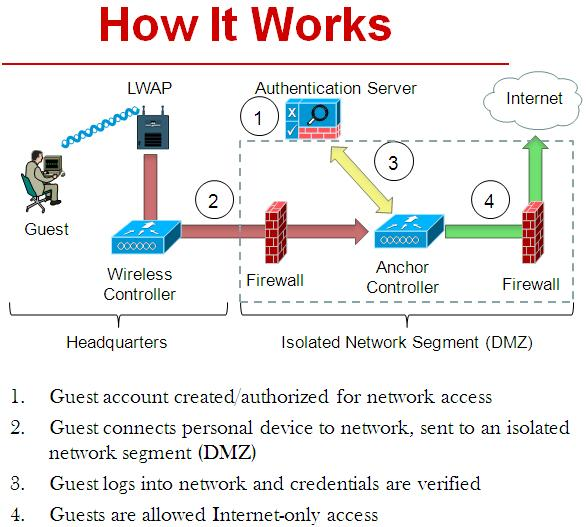 How It Works
LWAP
Authentication Server
Internet
1
3
2
4
Guest
Wireless
Controller
Firewall
Anchor
Controller
Firewall
Headquarters
Isolated Network Segment (DMZ)
1. Guest account created/authorized for network access
2. Guest connects personal device to network, sent to an isolated
network segment (DMZ)
3. Guest logs into network and credentials are verified
4. Guests are allowed Internet-only access